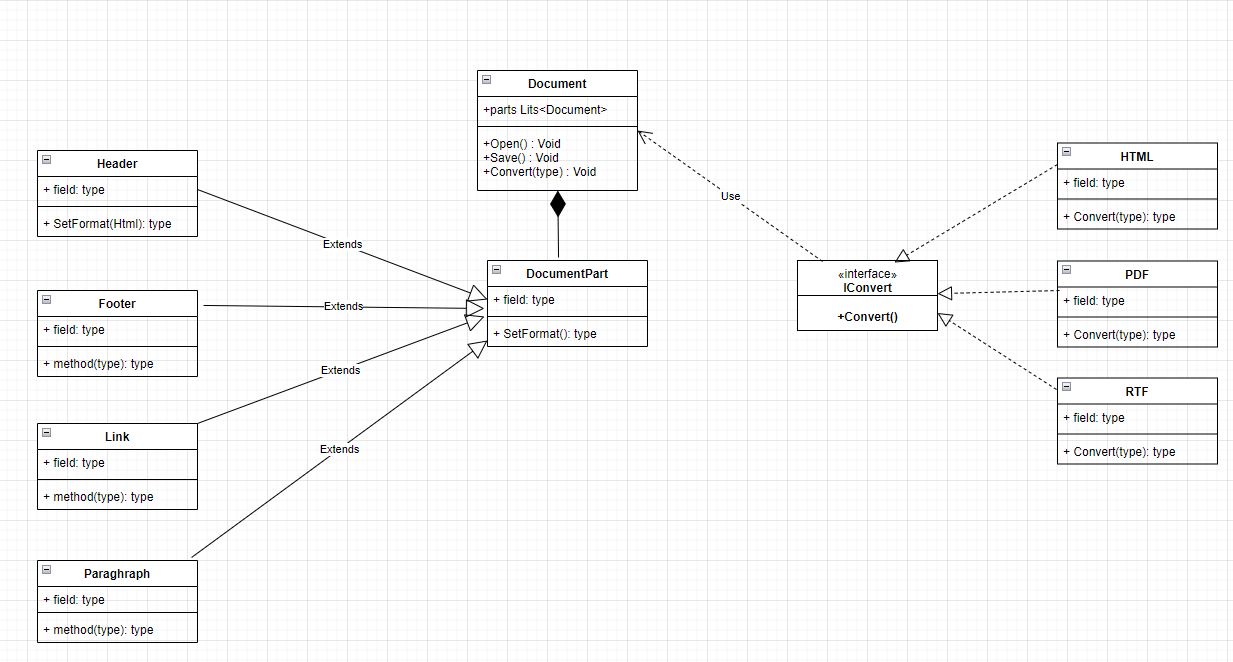 Document
+parts Lits<Document>
+Open() : Void
+Save() : Void
+Convert(type) : Void
Header
+ field: type
+ SetFormat(Html): type
Footer
+ field: type
+ method(type): type
Link
+ field: type
+ method(type): type
Paraghraph
+ field: type
+ method(type): type
Extends
Extends
Extends
Extends
DocumentPart
+ field: type
+ SetFormat(): type
Use
«interface»
IConvert
+Convert()
HTML
+ field: type
+ Convert(type): type
PDF
+ field: type
+ Convert(type): type
RTF
+ field: type
+ Convert(type): type